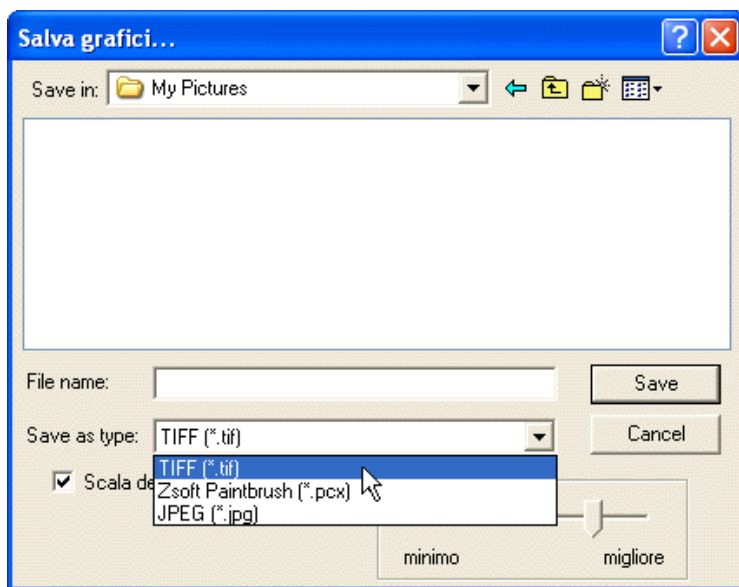 Salva grafici...
Save in: My Pictures
File name:
Save
Save as type: TIFF (*.tif)
Cancel
TIFF (*.tif)
Scala
Zsoft Paintbrush (*.pcx)
JPEG (*.jpg)
minimo migliore